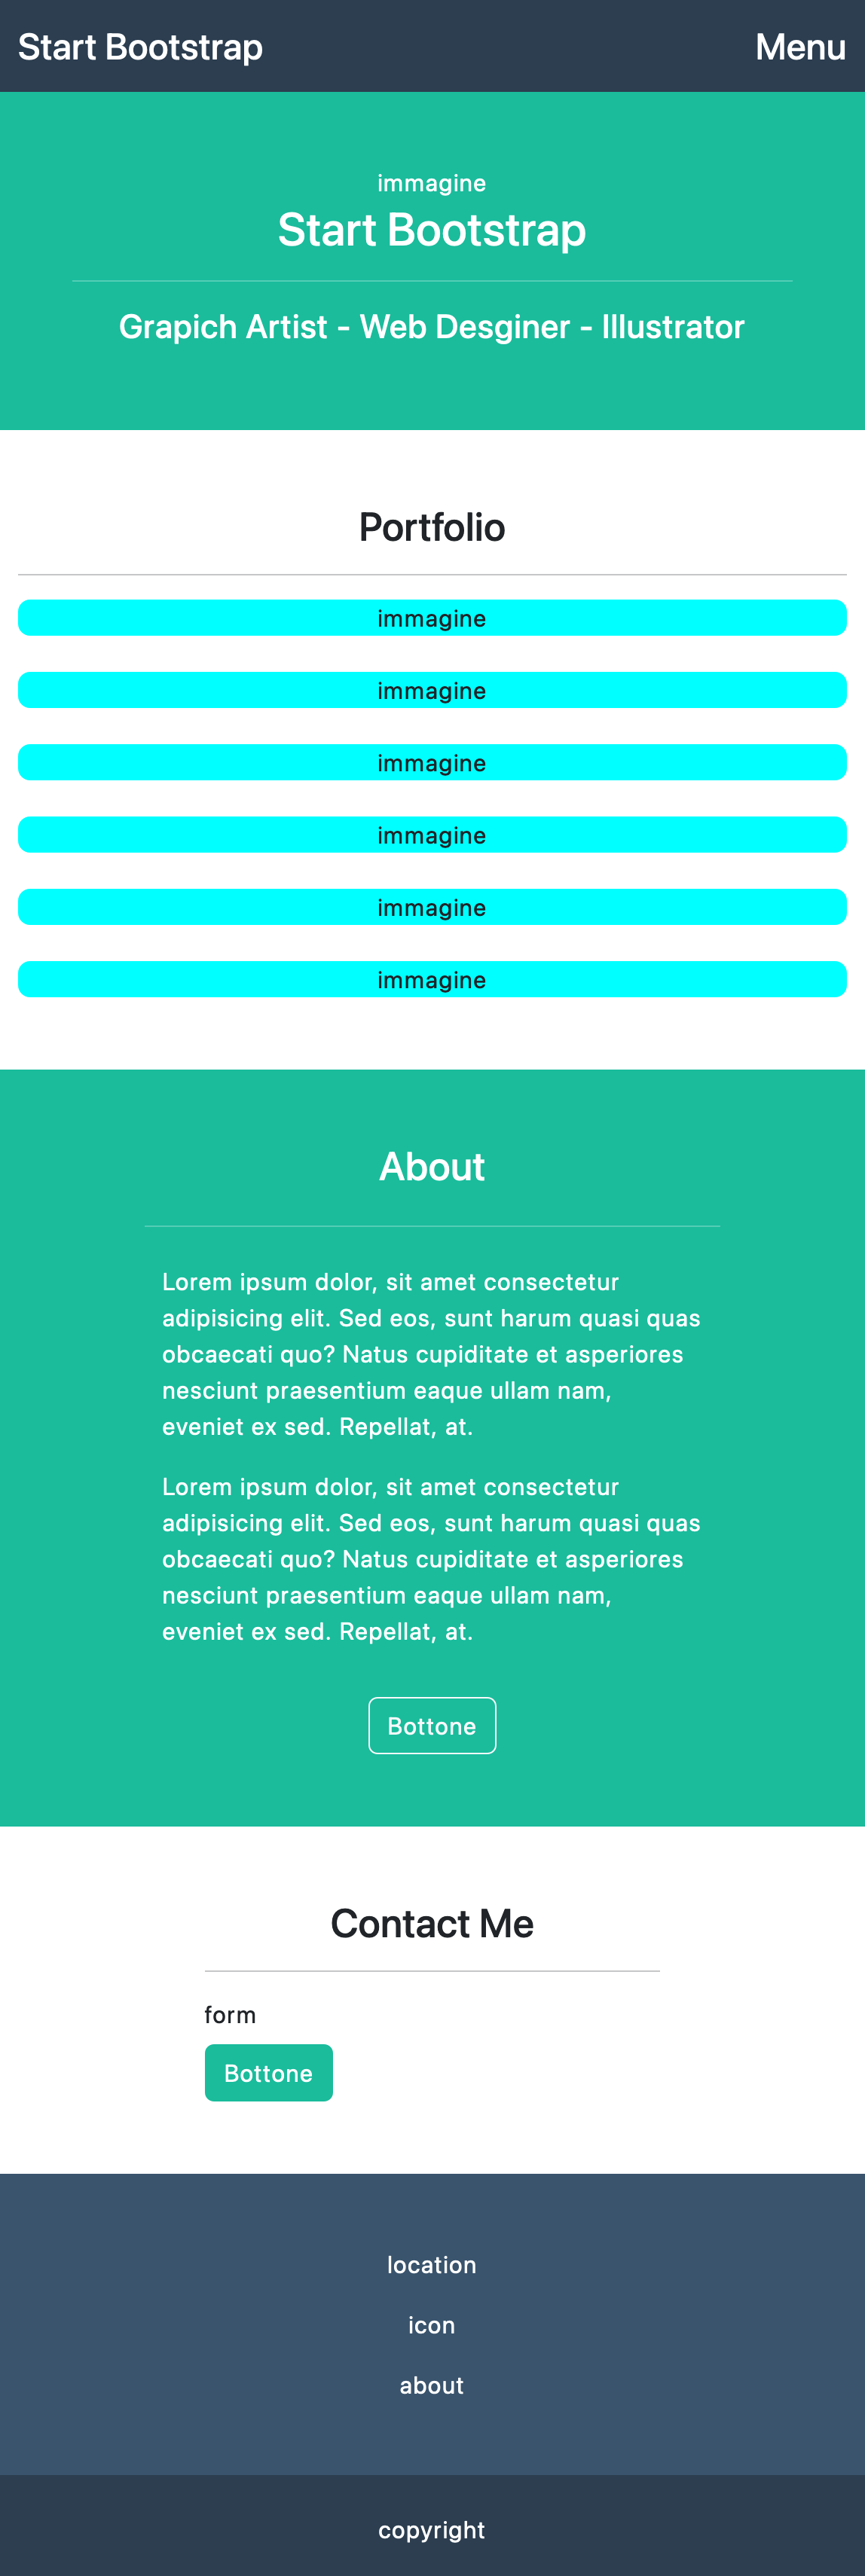 Start Bootstrap
Menu
immagine
Start Bootstrap
Grapich Artist - Web Desginer - Illustrator
Portfolio
immagine
immagine
immagine
immagine
immagine
immagine
About
Lorem ipsum dolor, sit amet consectetur
adipisicing elit. Sed eos, sunt harum quasi quas
obcaecati quo? Natus cupiditate et asperiores
nesciunt praesentium eaque ullam nam,
eveniet ex sed. Repellat, at.
Lorem ipsum dolor, sit amet consectetur
adipisicing elit. Sed eos, sunt harum quasi quas
obcaecati quo? Natus cupiditate et asperiores
nesciunt praesentium eaque ullam nam,
eveniet ex sed. Repellat, at.
Bottone
Contact Me
form
Bottone
location
icon
about
copyright